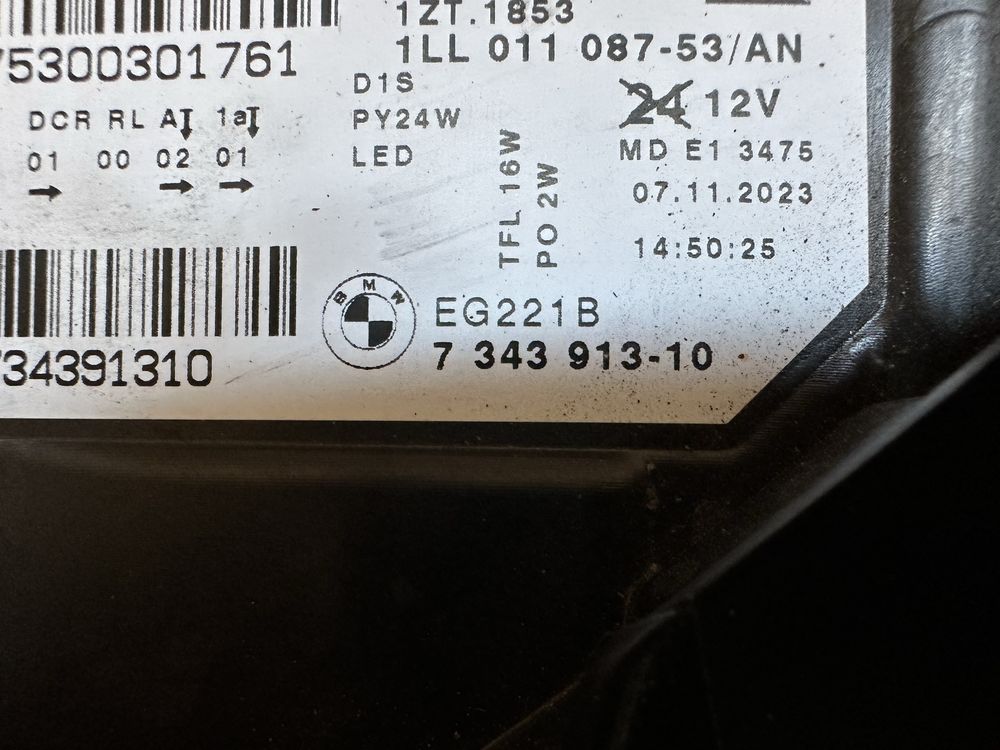 1ZT.1853
1LL 011 087-53/AN
75300301761
D1S
24 12V
DCR RL A 1a
PY24W
01 00 02 01
LED
MD E1 3475
TFL 16W
PO 2W
07.11.2023
14:50:25
BMW
EG221B
7 343 913-10
734391310